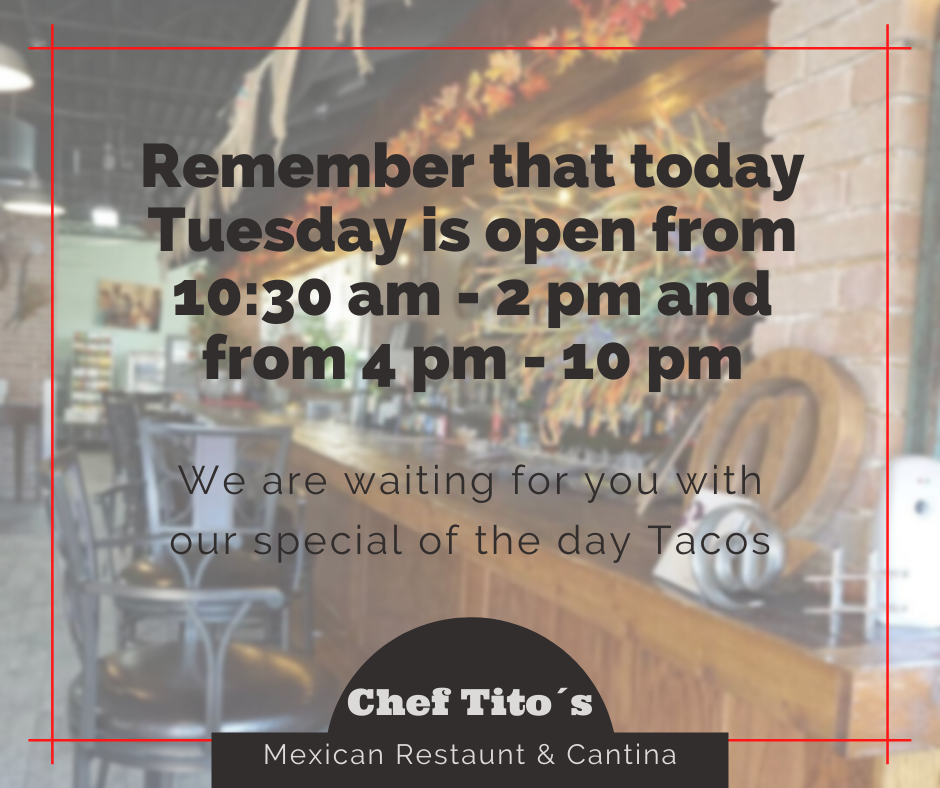 Remember that today
Tuesday is open from
10:30 am - 2 pm and
from 4 pm - 10 pm
We are waiting for you with
our special of the day Tacos
Chef Tito´s
Mexican Restaunt & Cantina